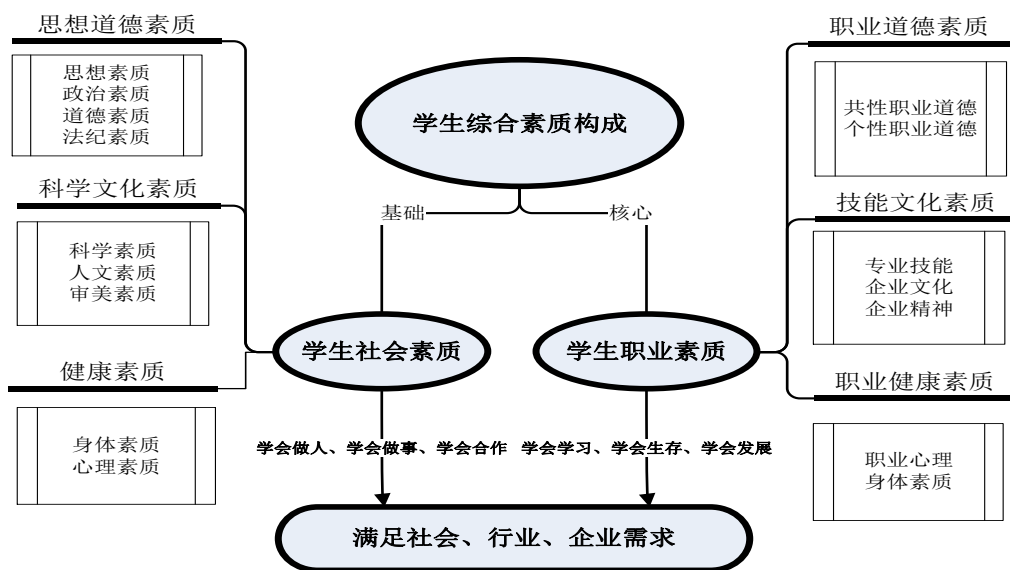 思想道德素质
思想素质
政治素质
道德素质
法纪素质
科学文化素质
科学素质
人文素质
审美素质
健康素质
身体素质
心理素质
学生综合素质构成
基础
核心
学生社会素质
学生职业素质
学会做人、学会做事、学会合作
学会学习、学会生存、学会发展
满足社会、行业、企业需求
职业道德素质
共性职业道德
个性职业道德
技能文化素质
专业技能
企业文化
企业精神
职业健康素质
职业心理
身体素质